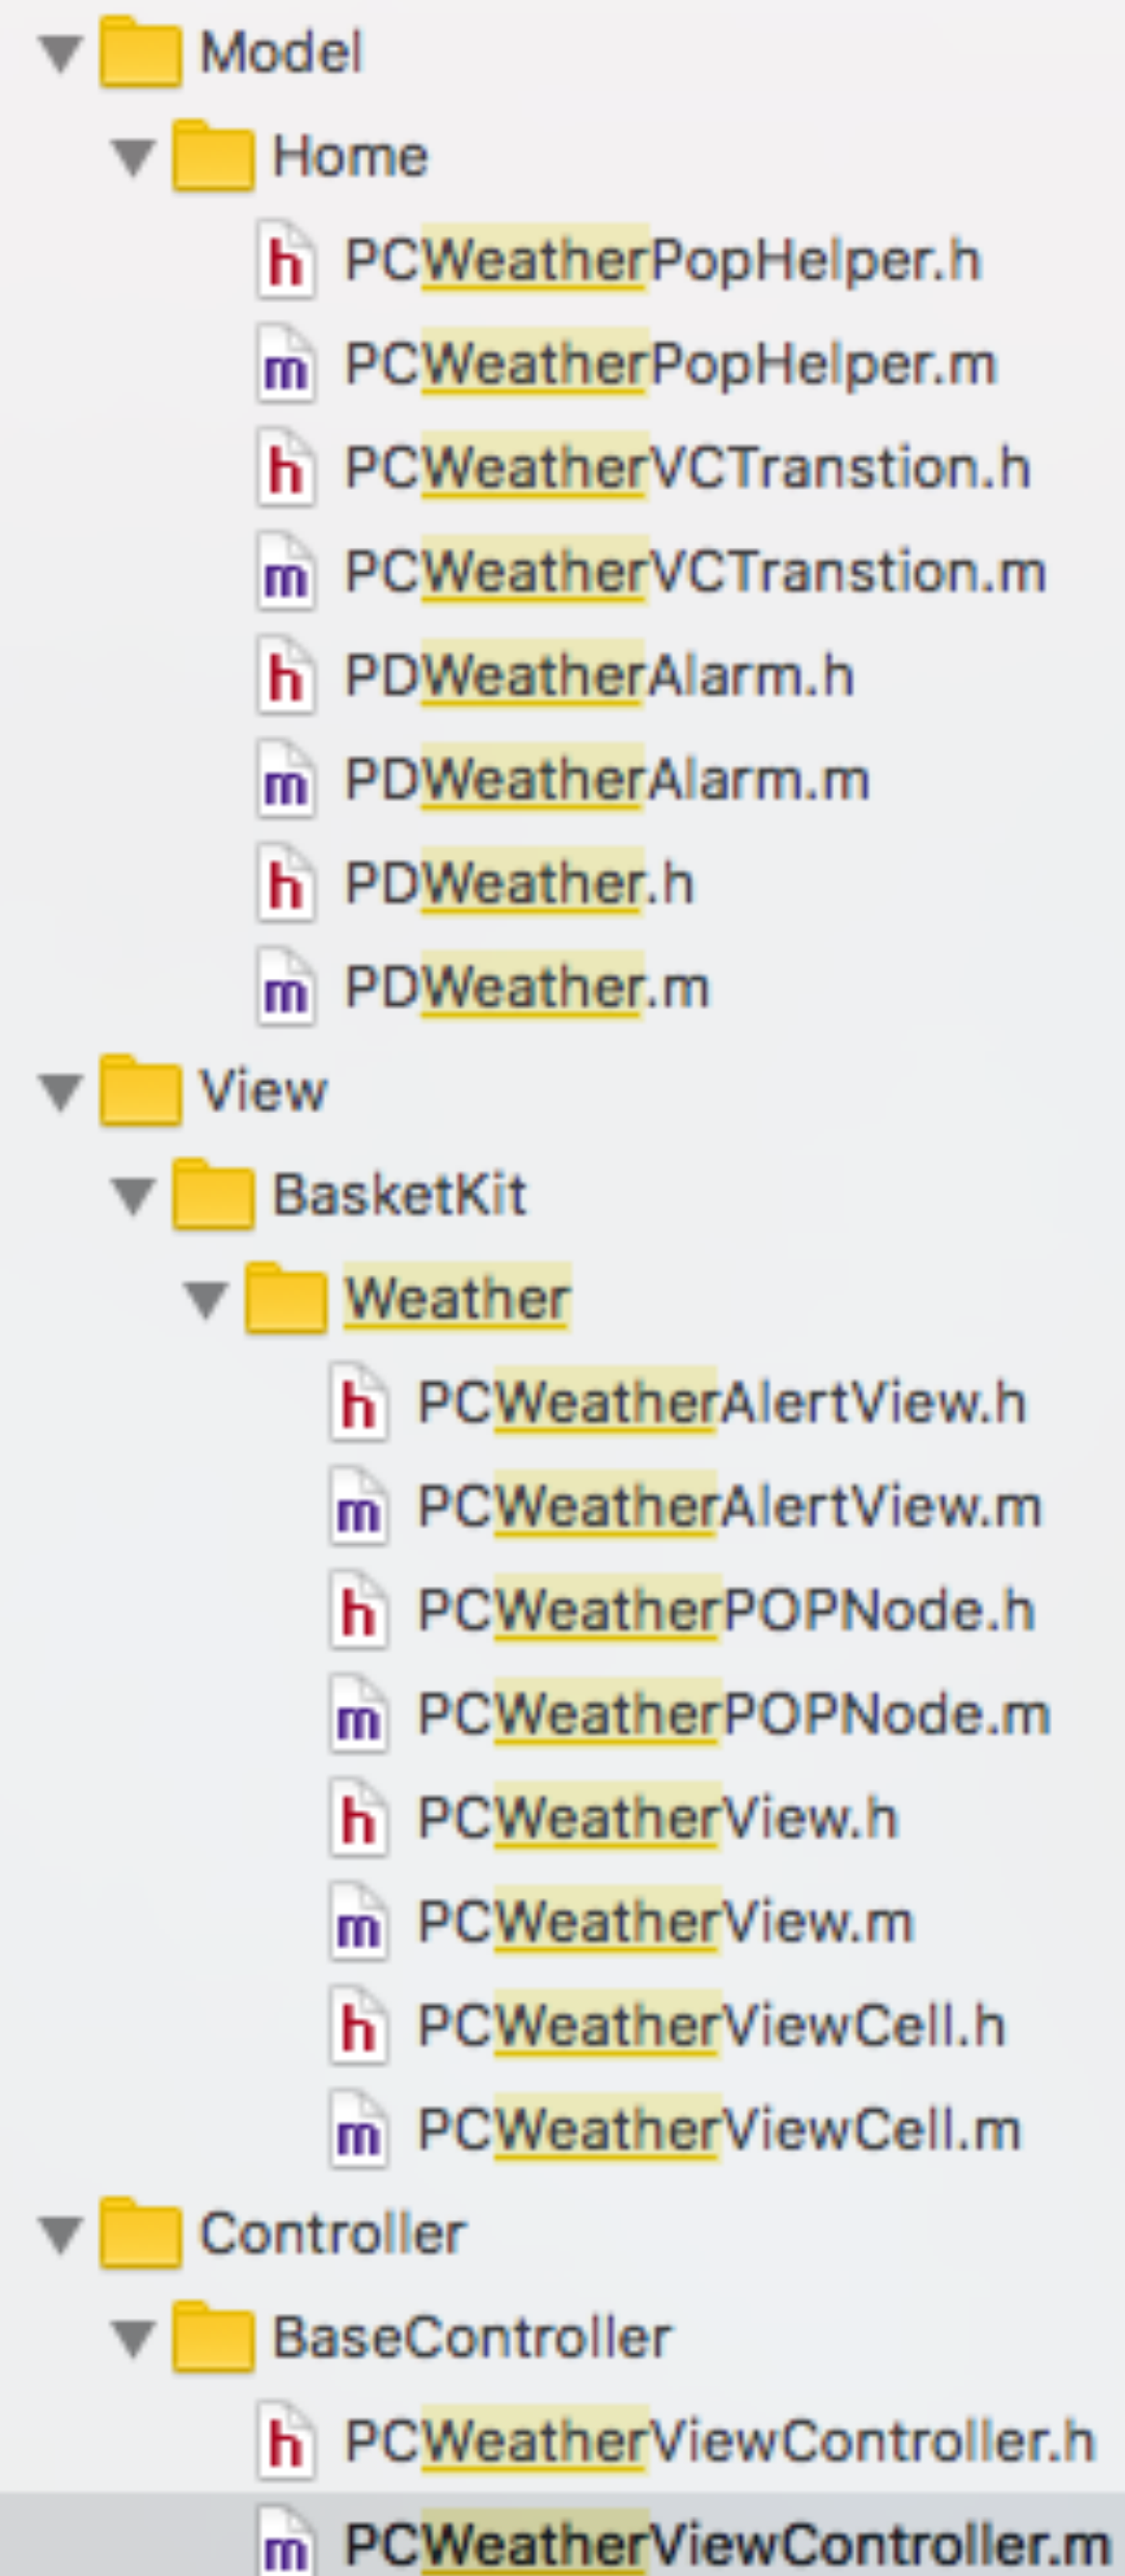 Model
Home
h PCWeatherPopHelper.h
m PCWeatherPopHelper.m
h PCWeatherVCTranstion.h
m PCWeatherVCTranstion.m
h PDWeatherAlarm.h
m PDWeatherAlarm.m
h PDWeather.h
m PDWeather.m
View
BasketKit
Weather
h PCWeatherAlertView.h
m PCWeatherAlertView.m
h PCWeatherPOPNode.h
m PCWeatherPOPNode.m
h PCWeatherView.h
m PCWeatherView.m
h PCWeatherViewCell.h
m PCWeatherViewCell.m
Controller
BaseController
h PCWeatherViewController.h
m PCWeatherViewController.m